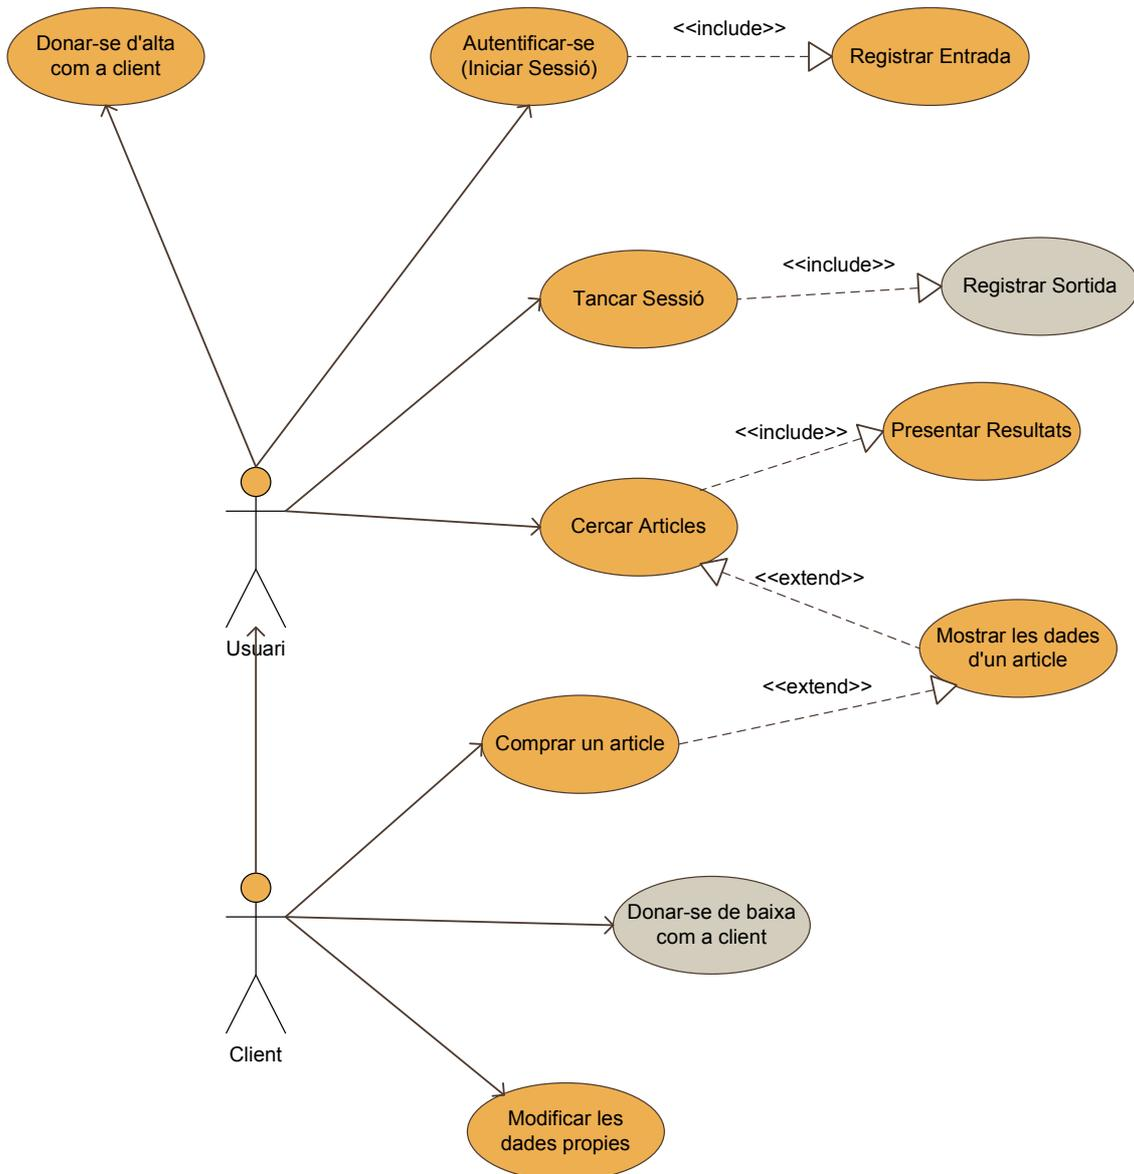 Donar-se d'alta
com a client
Autentificar-se
(Iniciar Sessió)
<<include>>
Registrar Entrada
Tancar Sessió
<<include>>
Registrar Sortida
<<include>>
Presentar Resultats
Cercar Articles
<<extend>>
Mostrar les dades
d'un article
Usuari
<<extend>>
Comprar un article
Donar-se de baixa
com a client
Client
Modificar les
dades propies